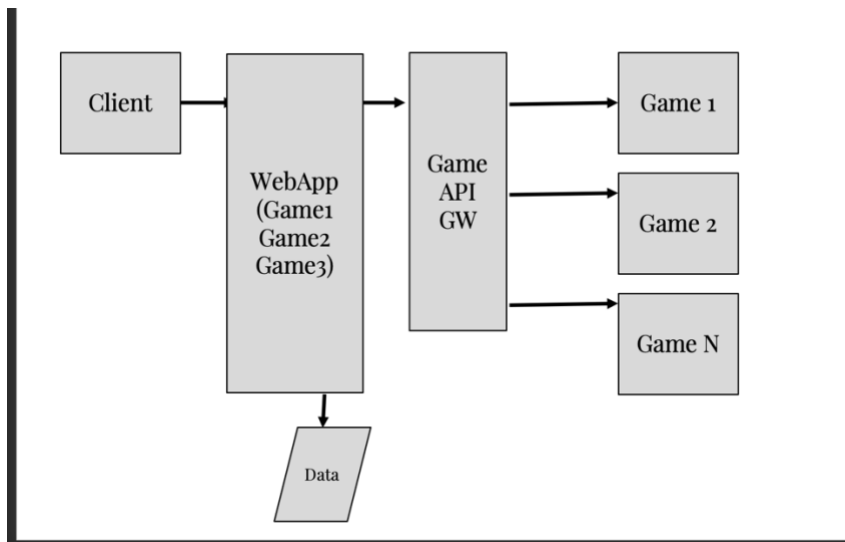 Client
WebApp
(Game1
Game2
Game3)
Game
API
GW
Game 1
Game 2
Game N
Data